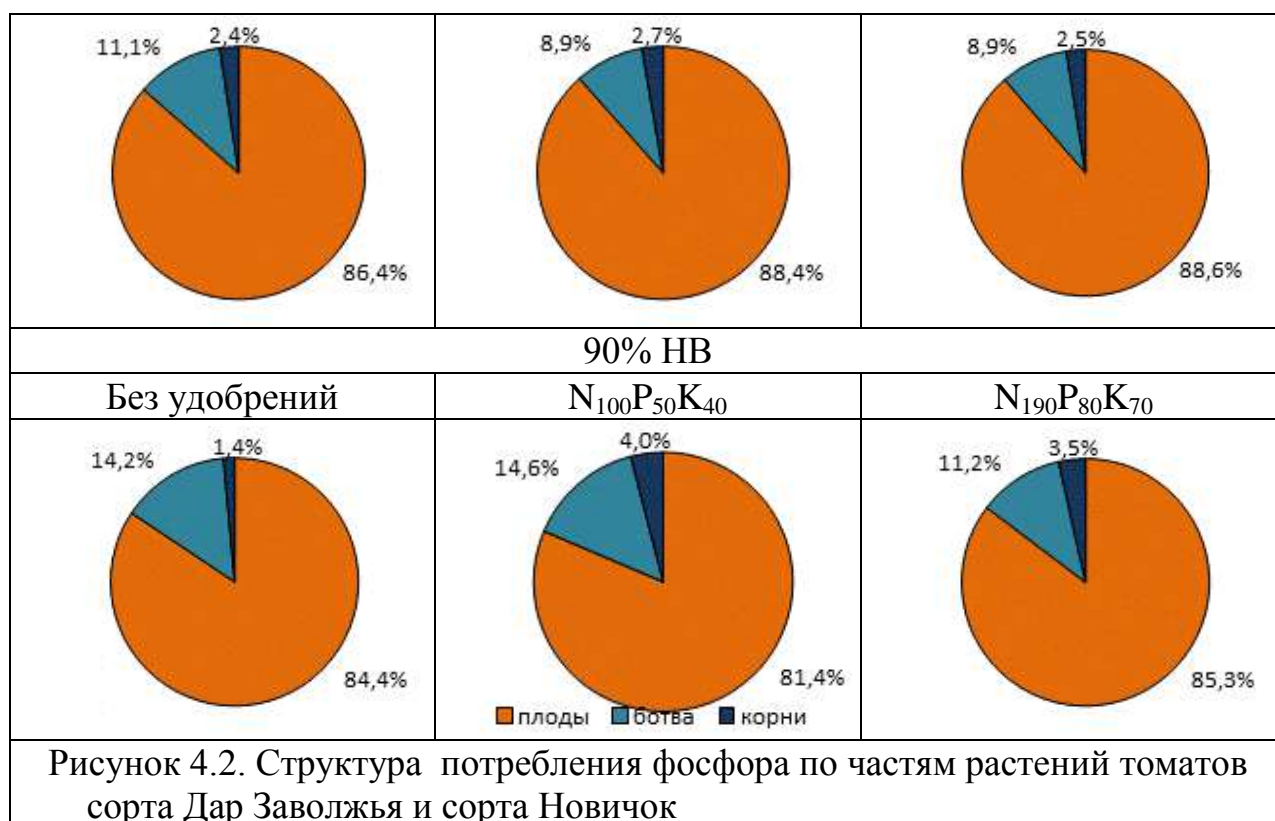 11,1% 2,4% 86,4%
8,9% 2,7% 88,4%
8,9% 2,5% 88,6%
90% НВ
Без удобрений N₁₀₀P₅₀K₄₀ N₁₉₀P₈₀K₇₀
14,2% 1,4% 84,4%
14,6% 4,0% 81,4%
плоды ботва корни
11,2% 3,5% 85,3%
Рисунок 4.2. Структура потребления фосфора по частям растений томатов
сорта Дар Заволжья и сорта Новичок